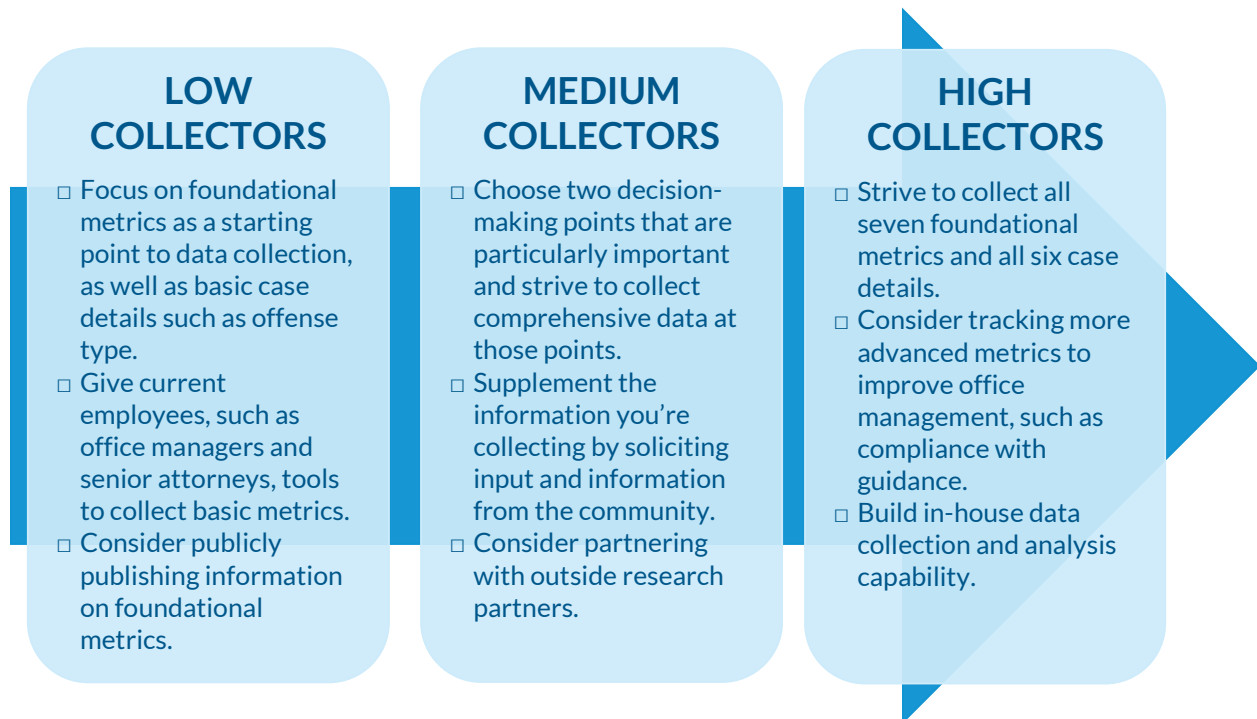 LOW
COLLECTORS
□ Focus on foundational
metrics as a starting
point to data collection,
as well as basic case
details such as offense
type.
□ Give current
employees, such as
office managers and
senior attorneys, tools
to collect basic metrics.
□ Consider publicly
publishing information
on foundational
metrics.
MEDIUM
COLLECTORS
□ Choose two decision-
making points that are
particularly important
and strive to collect
comprehensive data at
those points.
□ Supplement the
information you’re
collecting by soliciting
input and information
from the community.
□ Consider partnering
with outside research
partners.
HIGH
COLLECTORS
□ Strive to collect all
seven foundational
metrics and all six case
details.
□ Consider tracking more
advanced metrics to
improve office
management, such as
compliance with
guidance.
□ Build in-house data
collection and analysis
capability.